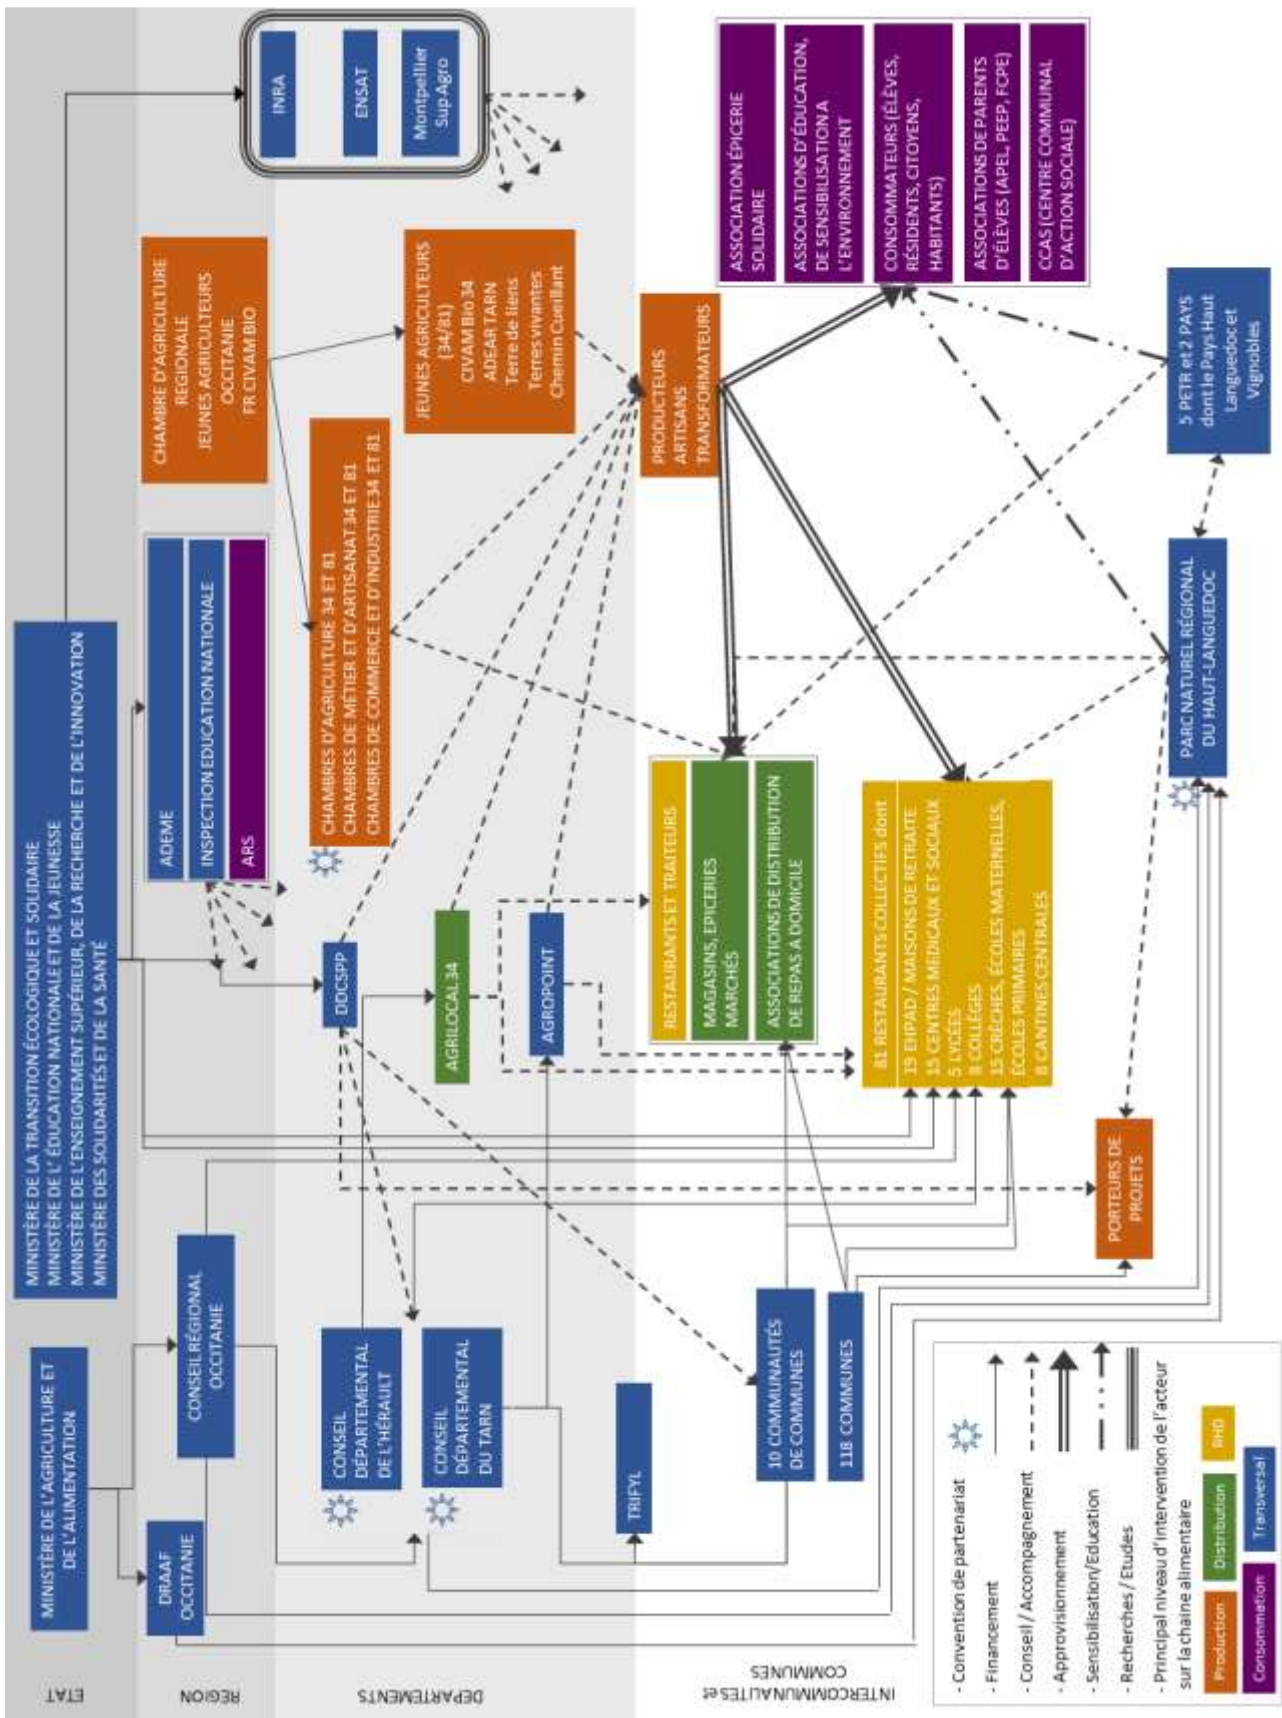 ETAT
REGION
DEPARTEMENTS
INTERCOMMUNALITES et
COMMUNES
MINISTÈRE DE L'AGRICULTURE ET
DE L'ALIMENTATION
MINISTÈRE DE LA TRANSITION ÉCOLOGIQUE ET SOLIDAIRE
MINISTÈRE DE L' ÉDUCATION NATIONALE ET DE LA JEUNESSE
MINISTÈRE DE L'ENSEIGNEMENT SUPÉRIEUR, DE LA RECHERCHE ET DE L'INNOVATION
MINISTÈRE DES SOLIDARITÉS ET DE LA SANTÉ
DRAAF
OCCITANIE
CONSEIL RÉGIONAL
OCCITANIE
ADEME
INSPECTION EDUCATION NATIONALE
ARS
CHAMBRE D'AGRICULTURE
REGIONALE
JEUNES AGRICULTEURS
OCCITANIE
FR CIVAMBIO
INRA
ENSAT
Montpellier
Sup Agro
CONSEIL
DÉPARTEMENTAL
DE L'HÉRAULT
CONSEIL
DÉPARTEMENTAL
DU TARN
TRIFYL
DDCSPP
AGRILOCAL 34
AGROPOINT
CHAMBRES D'AGRICULTURE 34 ET 81
CHAMBRES DE MÉTIER ET D'ARTISANAT 34 ET 81
CHAMBRES DE COMMERCE ET D'INDUSTRIE 34 ET 81
JEUNES AGRICULTEURS
(34/81)
CIVAM Bio 34
ADEAR TARN
Terre de liens
Terres vivantes
Chemin Cueillant
PRODUCTEURS
ARTISANS
TRANSFORMATEURS
RESTAURANTS ET TRAITEURS
MAGASINS, EPICERIES
MARCHÉS
ASSOCIATIONS DE DISTRIBUTION
DE REPAS A DOMICILE
81 RESTAURANTS COLLECTIFS dont
19 EHPAD / MAISONS DE RETRAITE
15 CENTRES MEDICAUX ET SOCIAUX
5 LYCÉES
8 COLLÈGES
15 CRÈCHES, ÉCOLES MATERNELLES,
ÉCOLES PRIMAIRES
8 CANTINES CENTRALES
ASSOCIATION ÉPICERIE
SOLIDAIRE
ASSOCIATIONS D'ÉDUCATION,
DE SENSIBILISATION A
L'ENVIRONNEMENT
CONSOMMATEURS (ÉLÈVES,
RÉSIDENTS, CITOYENS,
HABITANTS)
ASSOCIATIONS DE PARENTS
D'ÉLÈVES (APEL, PEEP, FCPE)
CCAS (CENTRE COMMUNAL
D'ACTION SOCIALE)
10 COMMUNAUTÉS
DE COMMUNES
118 COMMUNES
PORTEURS DE
PROJETS
PARC NATUREL RÉGIONAL
DU HAUT-LANGUEDOC
5 PETR et 2 PAYS
dont le Pays Haut
Languedoc et
Vignobles
- Convention de partenariat
- Financement
- Conseil / Accompagnement
- Approvisionnement
- Sensibilisation/Education
- Recherches / Etudes
- Principal niveau d'intervention de l'acteur
sur la chaine alimentaire
Production
Distribution
RHD
Consommation
Transversal